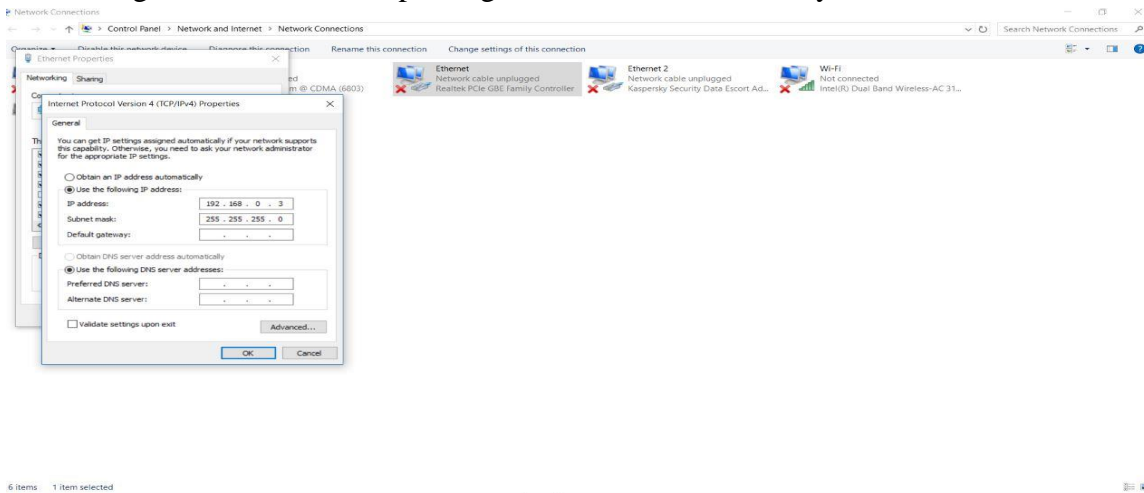 Network Connections
Control Panel > Network and Internet > Network Connections
Search Network Connections
Organize Disable this network device Diagnose this connection Rename this connection Change settings of this connection
Ethernet Properties
Networking Sharing
m @ CDMA (6803)
Ethernet
Network cable unplugged
Realtek PCIe GBE Family Controller
Ethernet 2
Network cable unplugged
Kaspersky Security Data Escort Ad...
Wi-Fi
Not connected
Intel(R) Dual Band Wireless-AC 31...
Internet Protocol Version 4 (TCP/IPv4) Properties
General
You can get IP settings assigned automatically if your network supports
this capability. Otherwise, you need to ask your network administrator
for the appropriate IP settings.
Obtain an IP address automatically
Use the following IP address:
IP address: 192 . 168 . 0 . 3
Subnet mask: 255 . 255 . 255 . 0
Default gateway: . . .
Obtain DNS server address automatically
Use the following DNS server addresses:
Preferred DNS server: . . .
Alternate DNS server: . . .
Validate settings upon exit
Advanced...
OK Cancel
6 items 1 item selected